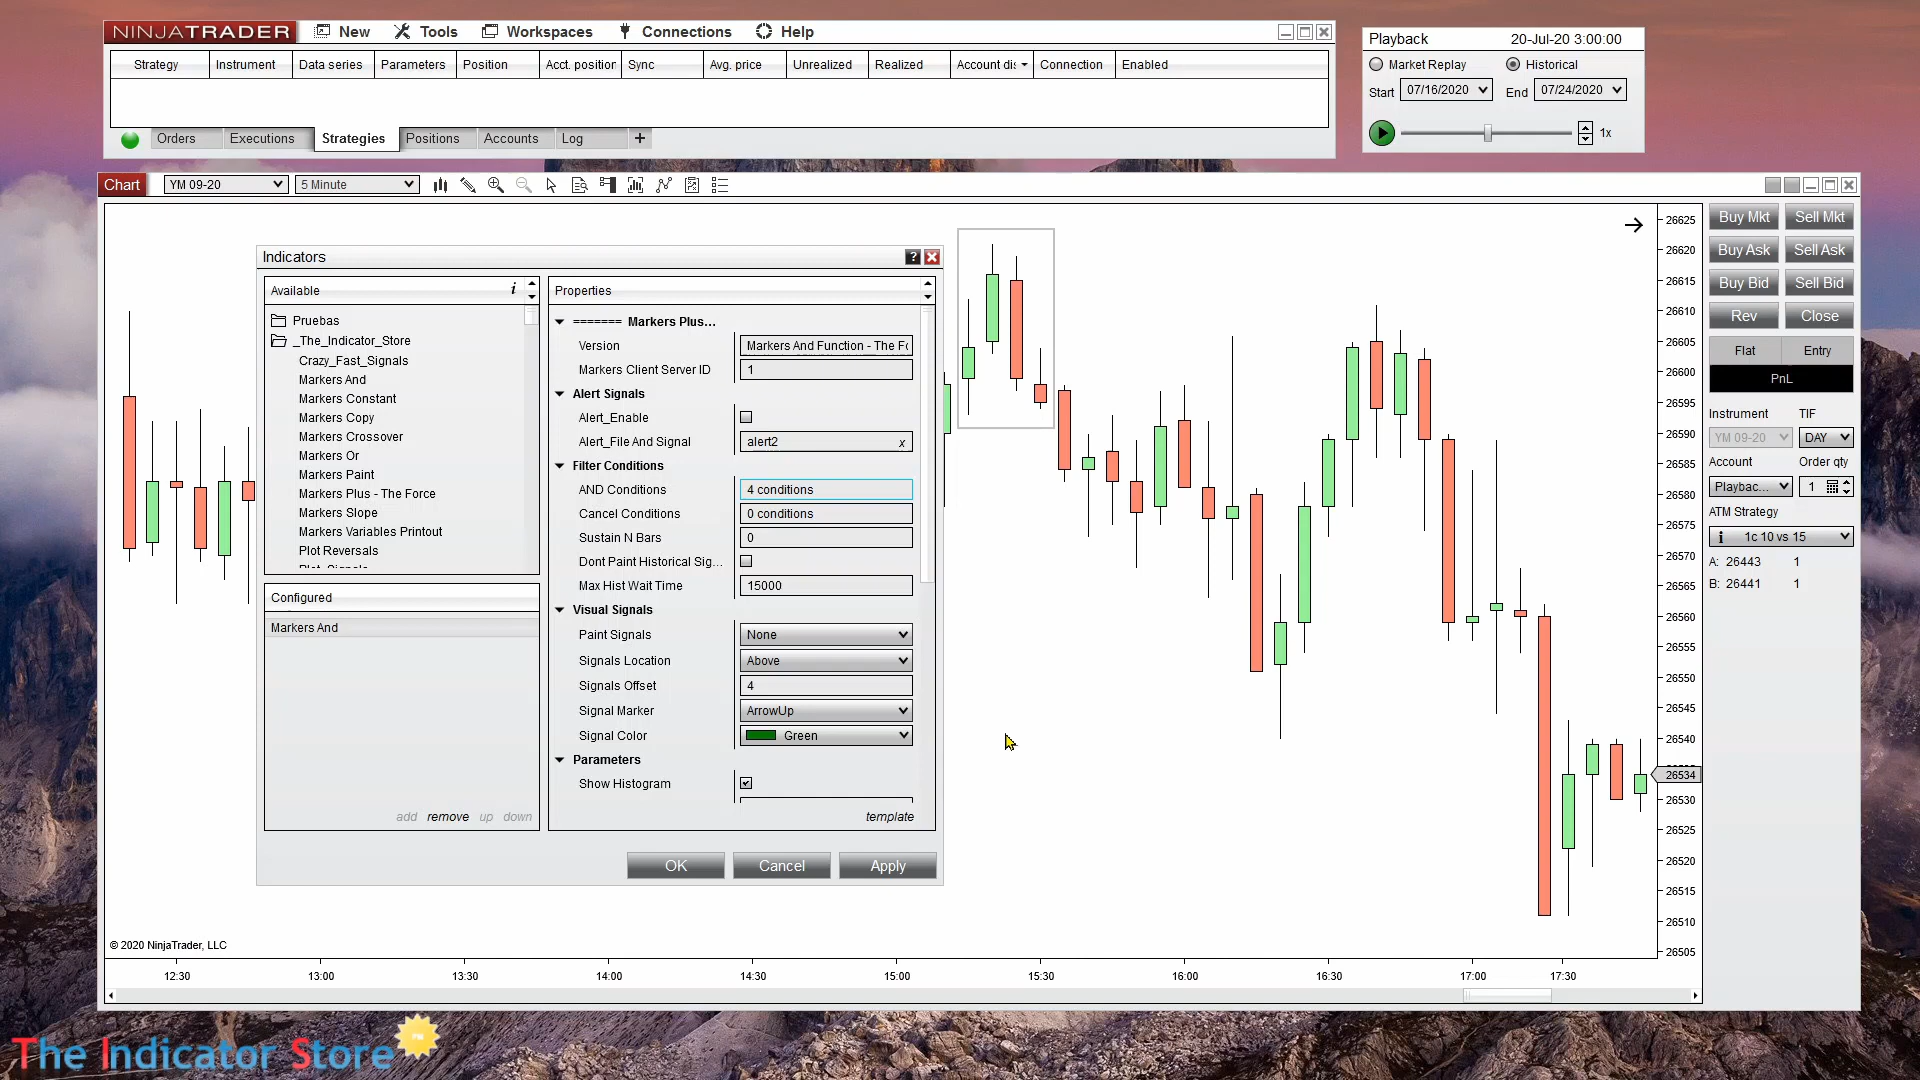 NINJATRADER New Tools Workspaces Connections Help
Strategy Instrument Data series Parameters Position Acct. position Sync Avg. price Unrealized Realized Account dis Connection Enabled
Orders Executions Strategies Positions Accounts Log +
Playback 20-Jul-20 3:00:00
Market Replay Historical
Start 07/16/2020 End 07/24/2020
1x
Chart YM 09-20 5 Minute
Indicators ? x
Available i
Pruebas
_The_Indicator_Store
Crazy_Fast_Signals
Markers And
Markers Constant
Markers Copy
Markers Crossover
Markers Or
Markers Paint
Markers Plus - The Force
Markers Slope
Markers Variables Printout
Plot Reversals
Configured
Markers And
add remove up down
Properties
======= Markers Plus...
Version Markers And Function - The Fo
Markers Client Server ID 1
Alert Signals
Alert_Enable
Alert_File And Signal alert2 x
Filter Conditions
AND Conditions 4 conditions
Cancel Conditions 0 conditions
Sustain N Bars 0
Dont Paint Historical Sig...
Max Hist Wait Time 15000
Visual Signals
Paint Signals None
Signals Location Above
Signals Offset 4
Signal Marker ArrowUp
Signal Color Green
Parameters
Show Histogram
template
OK Cancel Apply
© 2020 NinjaTrader, LLC
12:30 13:00 13:30 14:00 14:30 15:00 15:30 16:00 16:30 17:00 17:30
26625
26620
26615
26610
26605
26600
26595
26590
26585
26580
26575
26570
26565
26560
26555
26550
26545
26540
26534
26530
26525
26520
26515
26510
26505
Buy Mkt Sell Mkt
Buy Ask Sell Ask
Buy Bid Sell Bid
Rev Close
Flat Entry
PnL
Instrument TIF
YM 09-20 DAY
Account Order qty
Playbac... 1
ATM Strategy
i 1c 10 vs 15
A: 26443 1
B: 26441 1
The Indicator Store